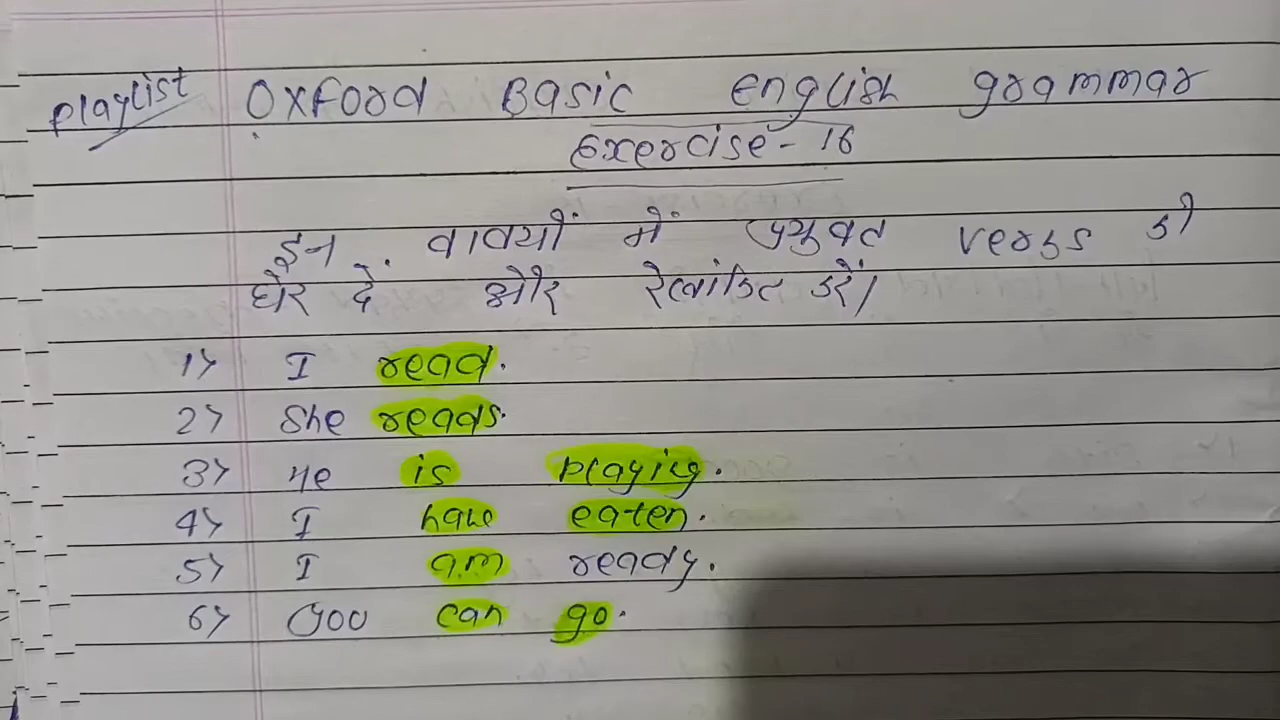 Playlist Oxford Basic English grammar
Exercise - 16
इन वाक्यों में प्रयुक्त verbs को
घेर दें और रेखांकित करें।
1> I read.
2> She reads.
3> He is playing.
4> I have eaten.
5> I am ready.
6> You can go.